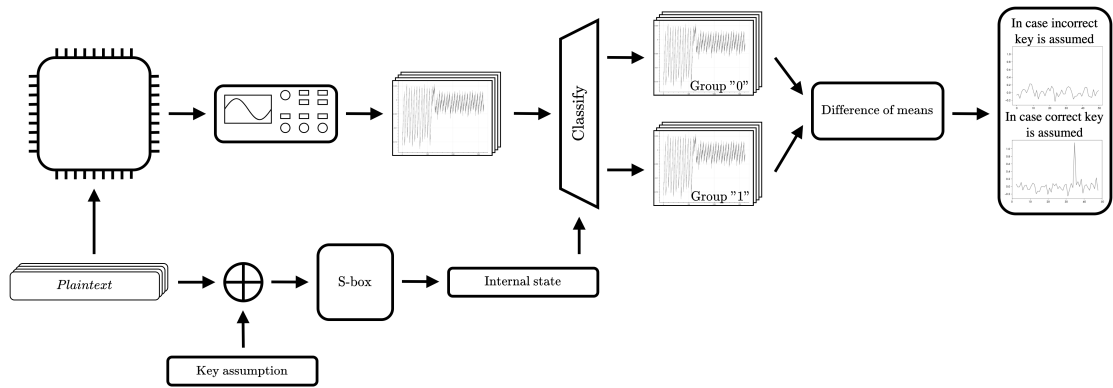 In case incorrect
key is assumed
Group "0"
Classify
Difference of means
In case correct key
is assumed
Group "1"
Plaintext
S-box
Internal state
Key assumption